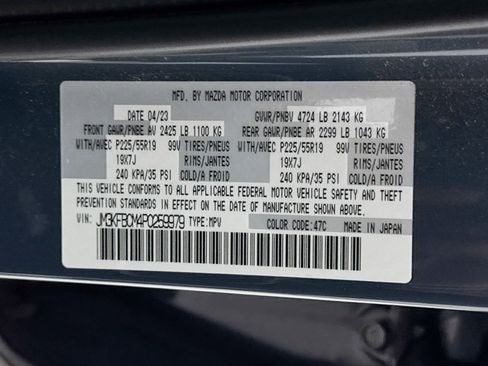 MFD. BY MAZDA MOTOR CORPORATION
DATE 04/23 GVWR/PNBV 4724 LB 2143 KG
FRONT GAWR/PNBE AV 2425 LB 1100 KG REAR GAWR/PNBE AR 2299 LB 1043 KG
WITH/AVEC P225/55R19 99V TIRES/PNEUS WITH/AVEC P225/55R19 99V TIRES/PNEUS
19X7J RIMS/JANTES 19X7J RIMS/JANTES
240 KPA/35 PSI COLD/A FROID 240 KPA/35 PSI COLD/A FROID
THIS VEHICLE CONFORMS TO ALL APPLICABLE FEDERAL MOTOR VEHICLE SAFETY AND THEFT
PREVENTION STANDARDS IN EFFECT ON THE DATE OF MANUFACTURE SHOWN ABOVE.
VIN: JM3KFBCM4P0259979 TYPE:MPV COLOR CODE:47C MADE IN JAPAN